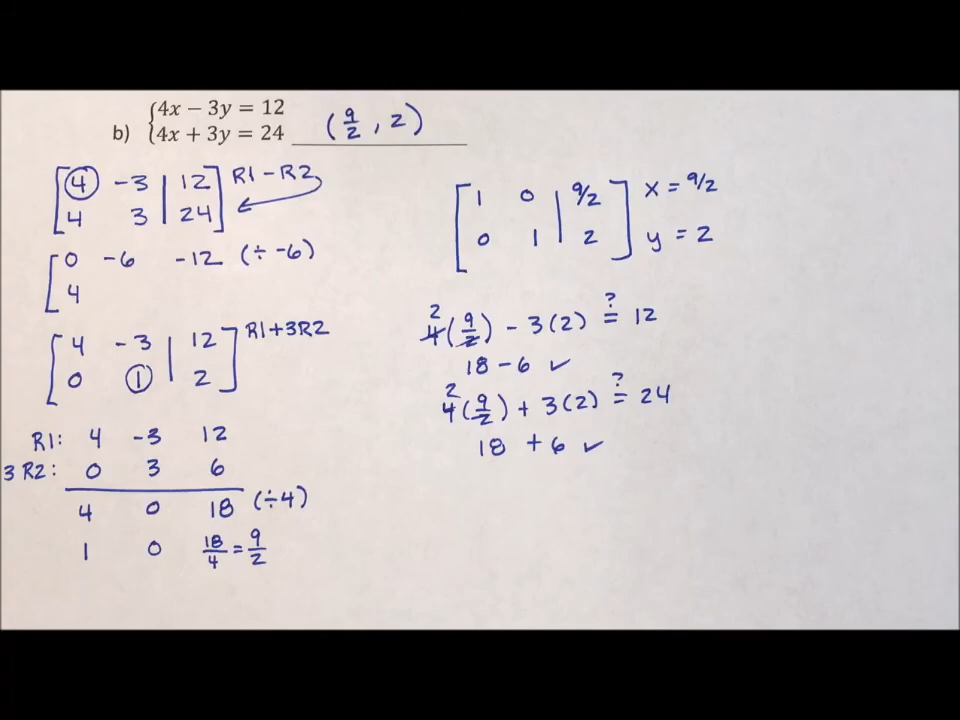 b) {4x − 3y = 12
{4x + 3y = 24 (9/2, 2)
[4 -3 | 12] R1 - R2
[4 3 | 24]
[0 -6 -12 (÷ -6)
[4
[4 -3 | 12] R1+3R2
[0 1 | 2]
R1: 4 -3 12
3 R2: 0 3 6
4 0 18 (÷4)
1 0 18/4 = 9/2
[1 0 | 9/2] x = 9/2
[0 1 | 2] y = 2
2
4(9/2) - 3(2) ?= 12
18 - 6 ✓
2
4(9/2) + 3(2) ?= 24
18 + 6 ✓